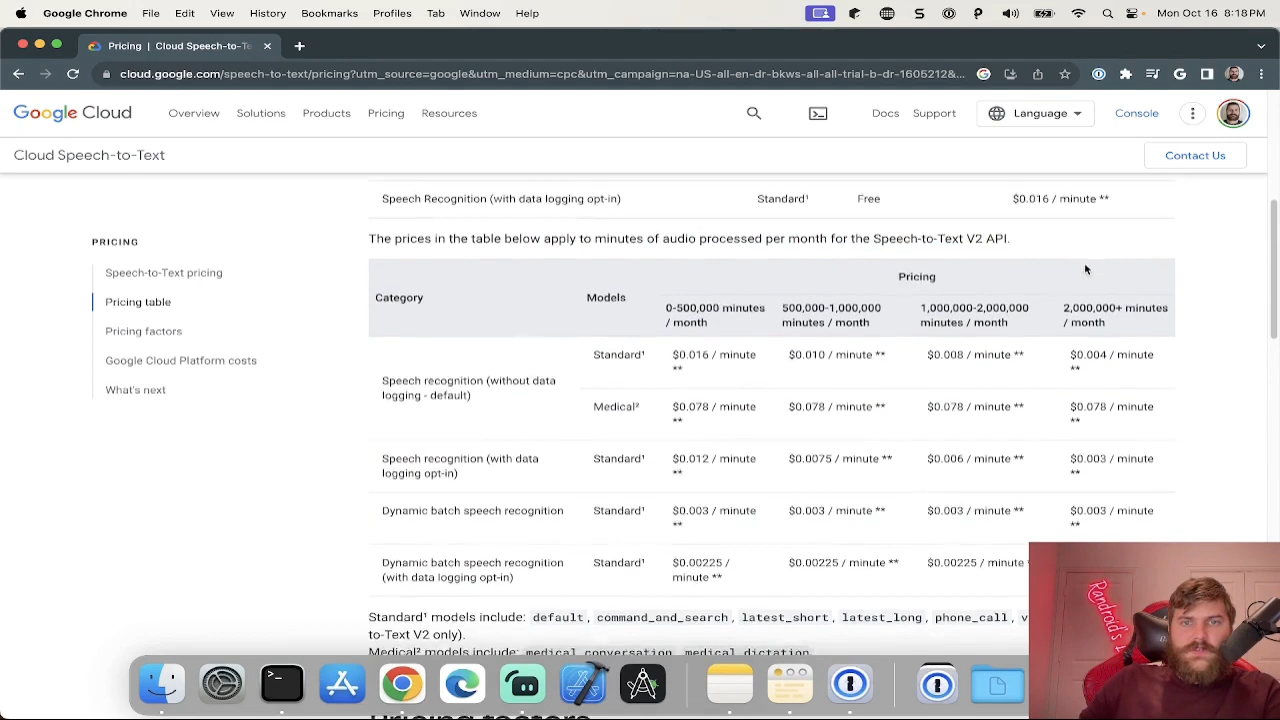 Google Chrome File Edit View History Bookmarks Profiles Tab Window Help Mon Oct 16 8:18PM
Pricing | Cloud Speech-to-Te
cloud.google.com/speech-to-text/pricing?utm_source=google&utm_medium=cpc&utm_campaign=na-US-all-en-dr-bkws-all-all-trial-b-dr-1605212&...
Google Cloud Overview Solutions Products Pricing Resources Docs Support Language Console
Cloud Speech-to-Text Contact Us
Speech Recognition (with data logging opt-in) Standard¹ Free $0.016 / minute **
The prices in the table below apply to minutes of audio processed per month for the Speech-to-Text V2 API.
PRICING
Speech-to-Text pricing
Pricing table
Pricing factors
Google Cloud Platform costs
What's next
Category Models Pricing
0-500,000 minutes / month 500,000-1,000,000 minutes / month 1,000,000-2,000,000 minutes / month 2,000,000+ minutes / month
Speech recognition (without data logging - default) Standard¹ $0.016 / minute ** $0.010 / minute ** $0.008 / minute ** $0.004 / minute **
Medical² $0.078 / minute ** $0.078 / minute ** $0.078 / minute ** $0.078 / minute **
Speech recognition (with data logging opt-in) Standard¹ $0.012 / minute ** $0.0075 / minute ** $0.006 / minute ** $0.003 / minute **
Dynamic batch speech recognition Standard¹ $0.003 / minute ** $0.003 / minute ** $0.003 / minute ** $0.003 / minute **
Dynamic batch speech recognition (with data logging opt-in) Standard¹ $0.00225 / minute ** $0.00225 / minute ** $0.00225 / minute **
Standard¹ models include: default, command_and_search, latest_short, latest_long, phone_call, v
to-Text V2 only).
Medical² models include: medical_conversation, medical_dictation
Pricing factors
Randroid's